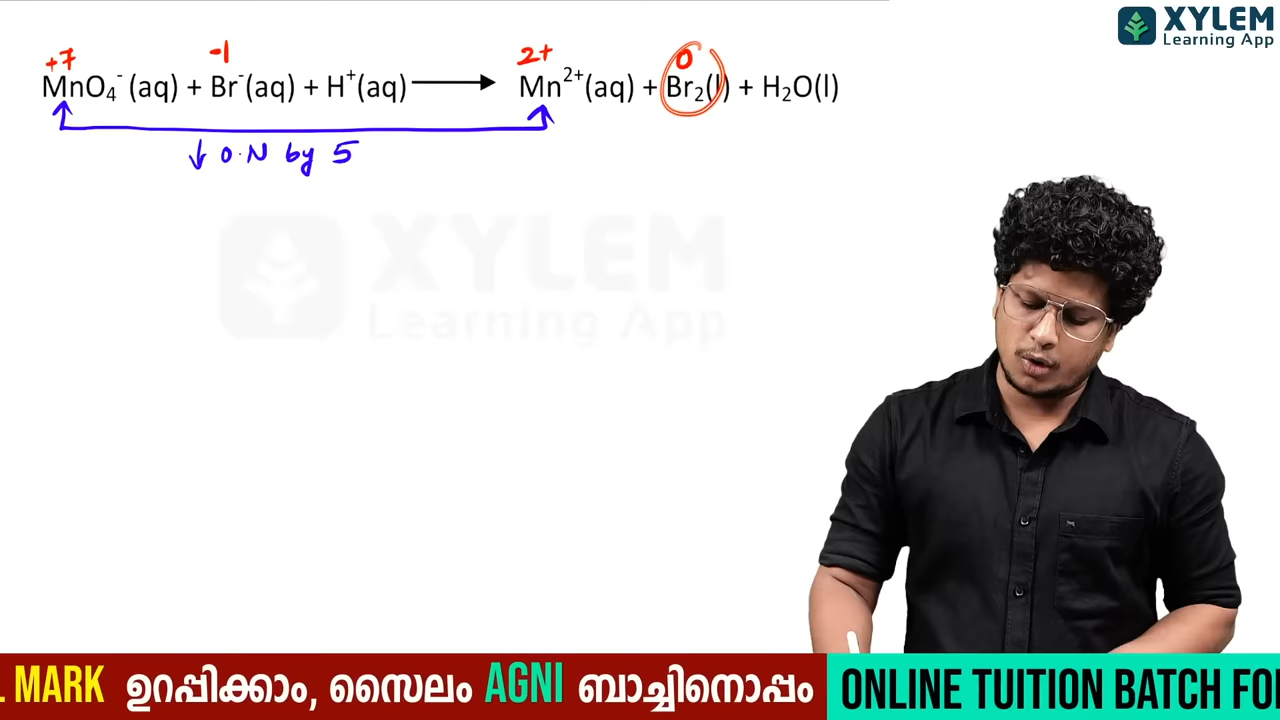 XYLEM
Learning App
+7 -1 2+ 0
MnO₄⁻ (aq) + Br⁻(aq) + H⁺(aq) ⟶ Mn²⁺(aq) + Br₂(l) + H₂O(l)
↓ O.N by 5
XYLEM
Learning App
L MARK ഉറപ്പിക്കാം, സൈലം AGNI ബാച്ചിനൊപ്പം ONLINE TUITION BATCH FO